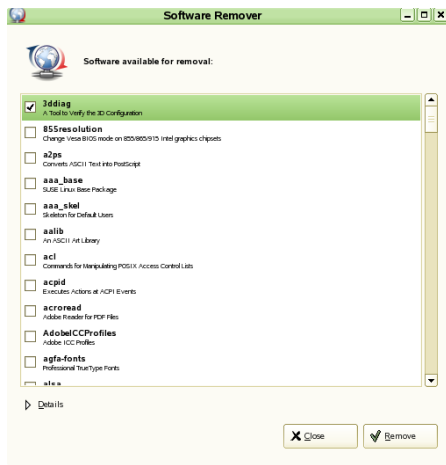 Software Remover
Software available for removal:
3ddiag
A Tool to Verify the 3D Configuration
855resolution
Change Vesa BIOS mode on 855/865/915 Intel graphics chipsets
a2ps
Converts ASCII Text into PostScript
aaa_base
SUSE Linux Base Package
aaa_skel
Skeleton for Default Users
aalib
An ASCII Art Library
acl
Commands for Manipulating POSIX Access Control Lists
acpid
Executes Actions at ACPI Events
acroread
Adobe Reader for PDF Files
AdobeICCProfiles
Adobe ICC Profiles
agfa-fonts
Professional TrueType Fonts
alsa
Details
Close
Remove